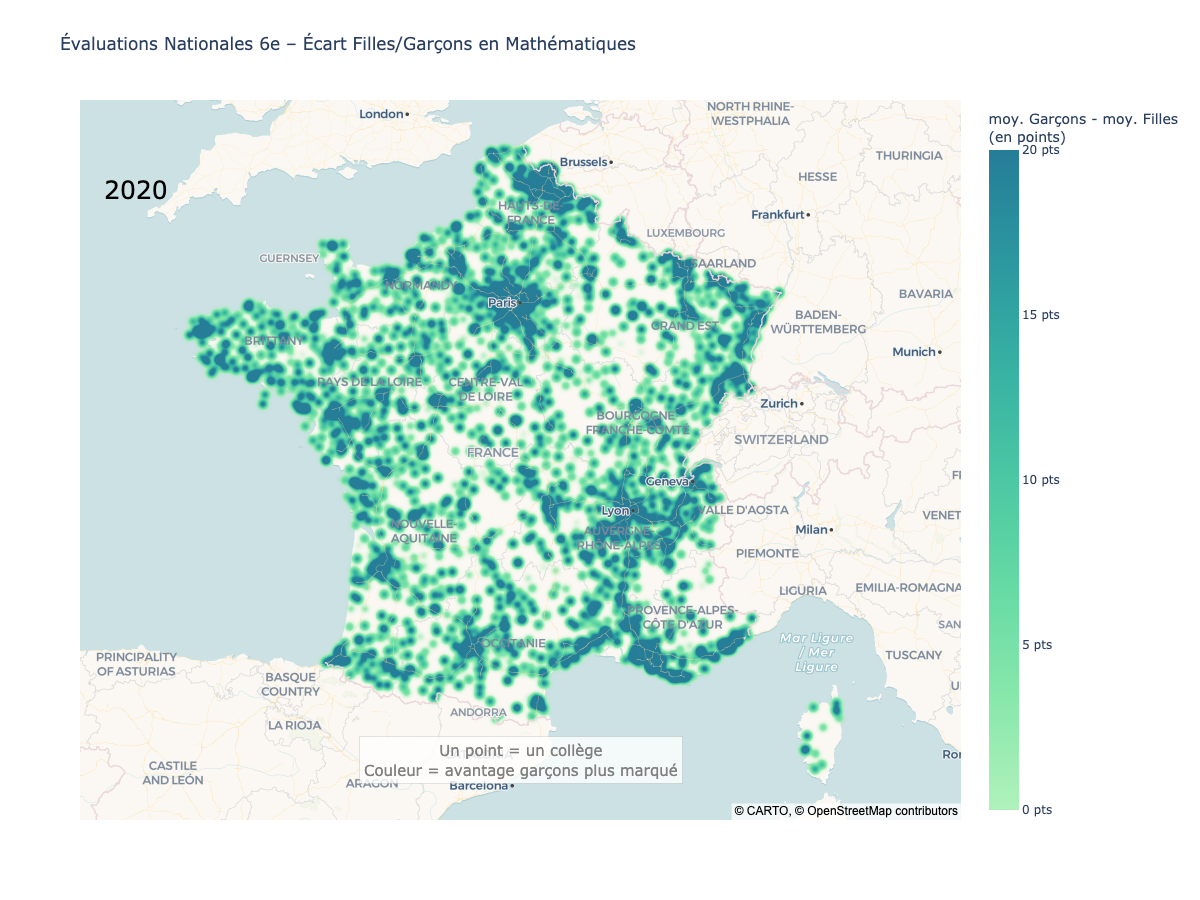 Évaluations Nationales 6e – Écart Filles/Garçons en Mathématiques
2020
London
Brussels
NORTH RHINE-
WESTPHALIA
THURINGIA
HESSE
Frankfurt
LUXEMBOURG
SAARLAND
HAUTS-DE-
FRANCE
GUERNSEY
NORMANDY
Paris
GRAND EST
BAVARIA
BADEN-
WÜRTTEMBERG
Munich
BRITTANY
PAYS DE LA LOIRE
CENTRE-VAL
DE LOIRE
BOURGOGNE
FRANCHE-COMTÉ
Zurich
SWITZERLAND
FRANCE
Geneva
Lyon
VALLE D'AOSTA
Milan
VENET
NOUVELLE-
AQUITAINE
AUVERGNE-
RHÔNE-ALPES
PIEMONTE
LIGURIA
EMILIA-ROMAGNA
PROVENCE-ALPES-
CÔTE D'AZUR
SAN
OCCITANIE
Mar Ligure
/ Mer
Ligure
TUSCANY
PRINCIPALITY
OF ASTURIAS
BASQUE
COUNTRY
LA RIOJA
ANDORRA
CASTILE
AND LEÓN
ARAGON
Barcelona
Un point = un collège
Couleur = avantage garçons plus marqué
© CARTO, © OpenStreetMap contributors
moy. Garçons - moy. Filles
(en points)
20 pts
15 pts
10 pts
5 pts
0 pts